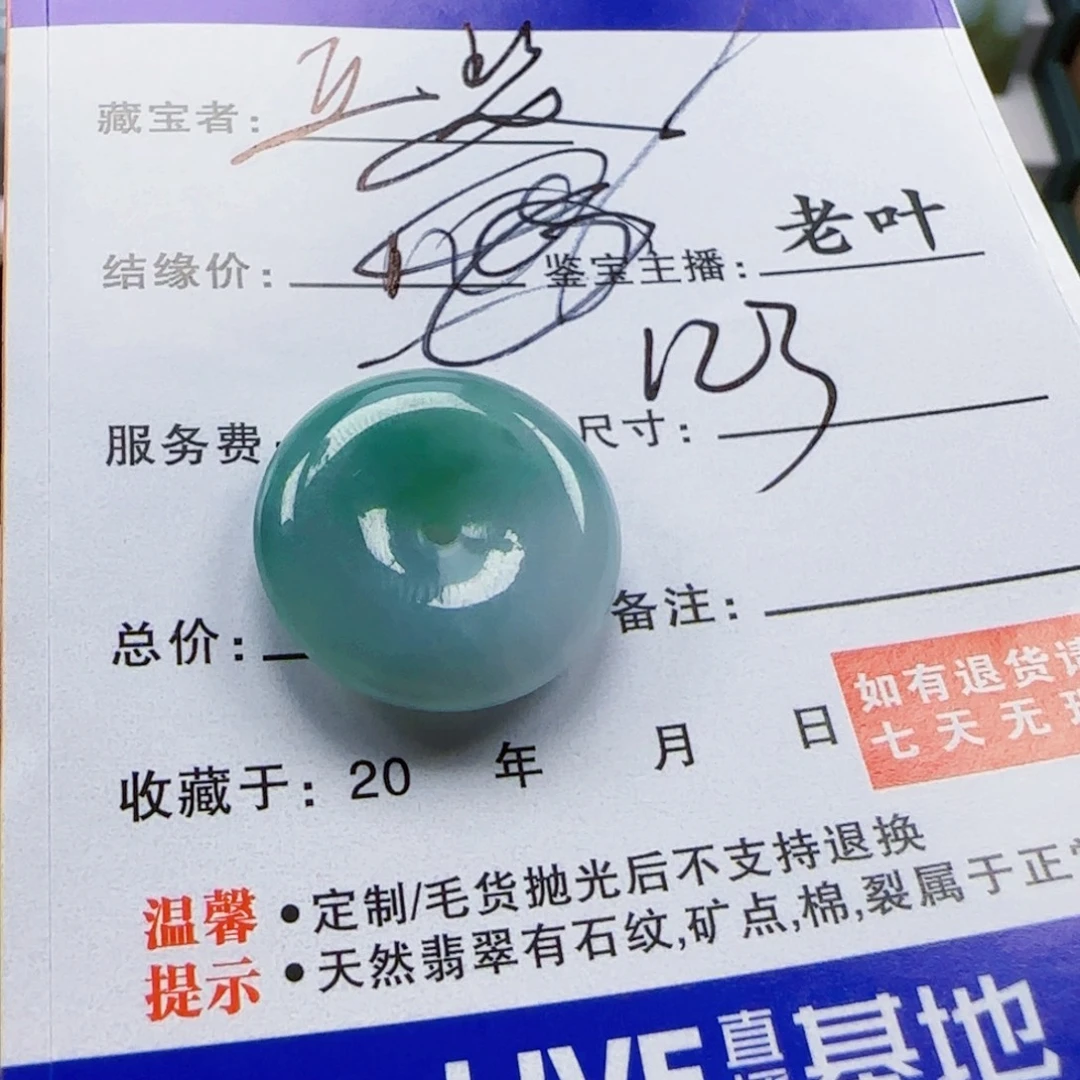 藏宝者：
结缘价： 鉴宝主播：老叶
服务费： 尺寸：
总价： 备注：
如有退货请
七天无
收藏于：20 年 月 日
温馨提示
•定制/毛货抛光后不支持退换
•天然翡翠有石纹,矿点,棉,裂属于正常
LIVE 直播基地